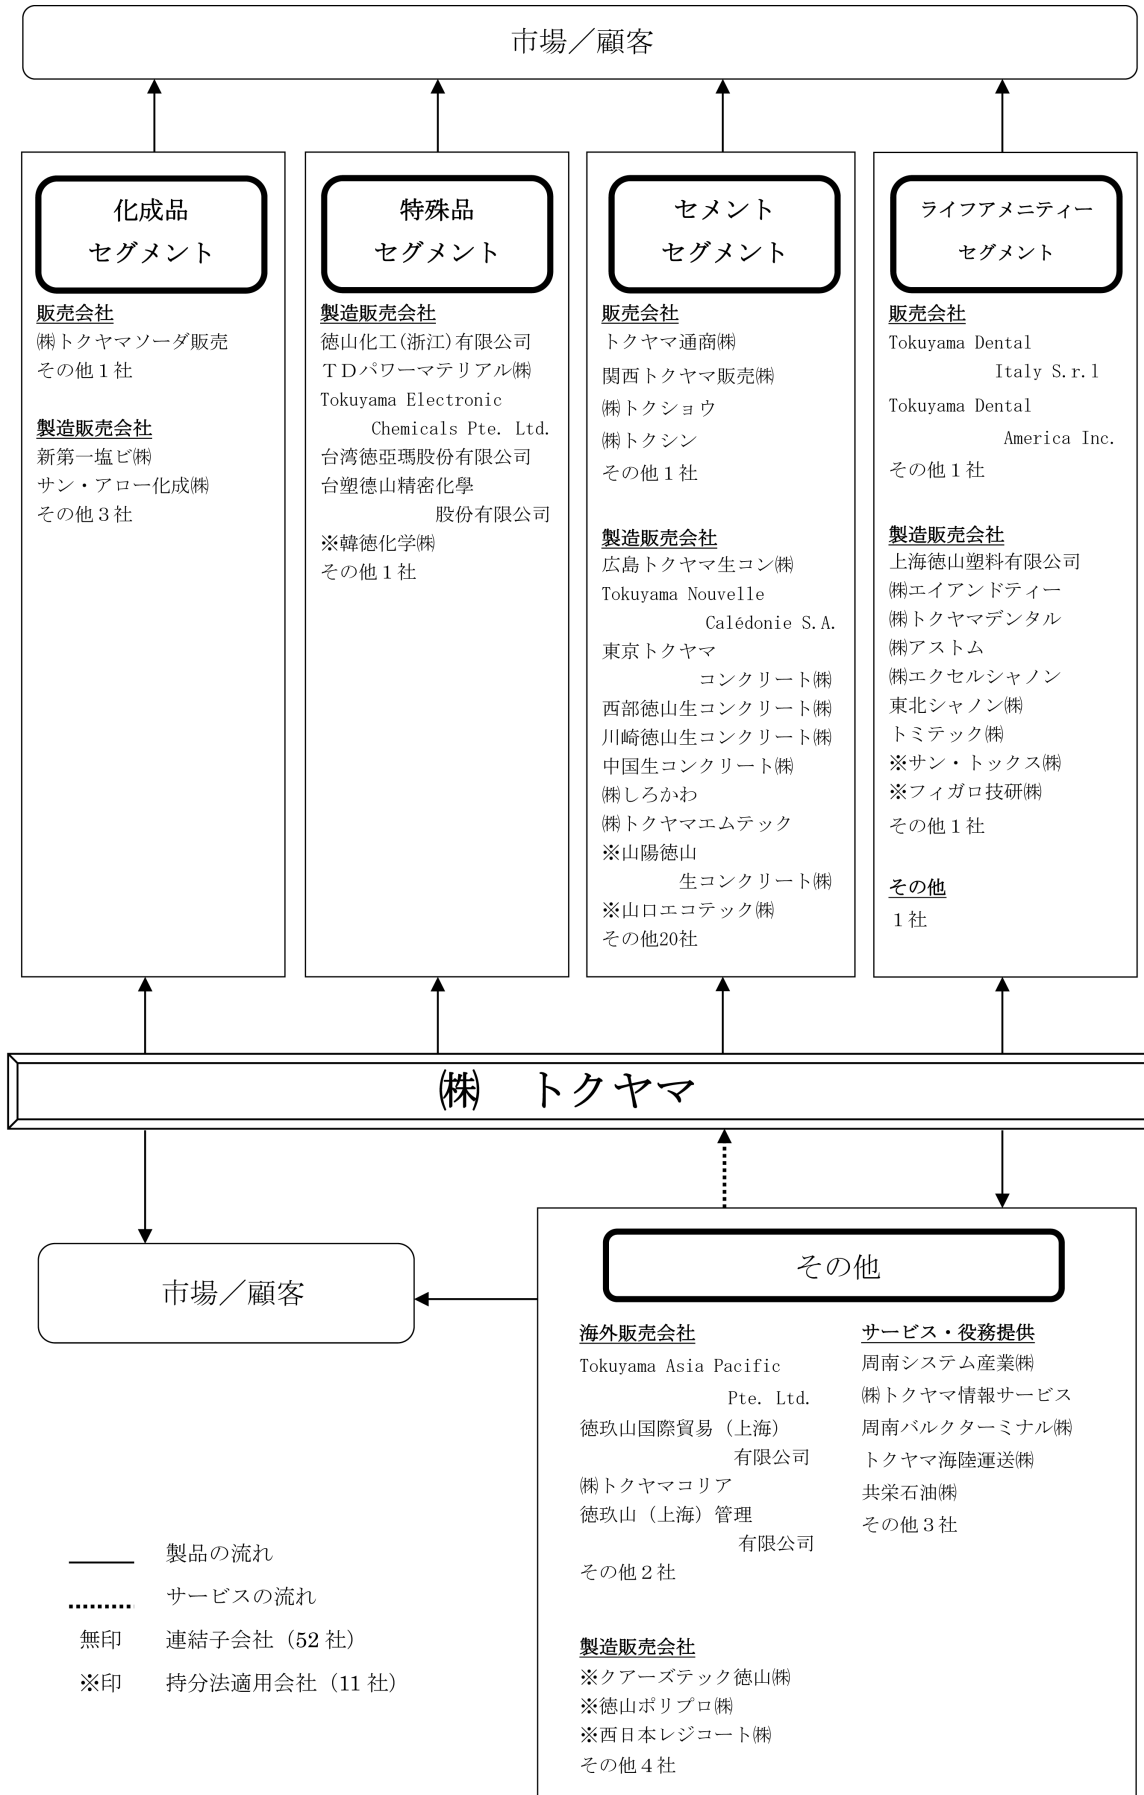 市場／顧客
化成品
セグメント
販売会社
㈱トクヤマソーダ販売
その他１社
製造販売会社
新第一塩ビ㈱
サン・アロー化成㈱
その他３社
特殊品
セグメント
製造販売会社
徳山化工(浙江)有限公司
ＴＤパワーマテリアル㈱
Tokuyama Electronic
Chemicals Pte. Ltd.
台湾徳亞瑪股份有限公司
台塑徳山精密化學
股份有限公司
※韓徳化学㈱
その他１社
セメント
セグメント
販売会社
トクヤマ通商㈱
関西トクヤマ販売㈱
㈱トクショウ
㈱トクシン
その他１社
製造販売会社
広島トクヤマ生コン㈱
Tokuyama Nouvelle
Calédonie S.A.
東京トクヤマ
コンクリート㈱
西部徳山生コンクリート㈱
川崎徳山生コンクリート㈱
中国生コンクリート㈱
㈱しろかわ
㈱トクヤマエムテック
※山陽徳山
生コンクリート㈱
※山口エコテック㈱
その他20社
ライフアメニティー
セグメント
販売会社
Tokuyama Dental
Italy S.r.l
Tokuyama Dental
America Inc.
その他１社
製造販売会社
上海徳山塑料有限公司
㈱エイアンドティー
㈱トクヤマデンタル
㈱アストム
㈱エクセルシャノン
東北シャノン㈱
トミテック㈱
※サン・トックス㈱
※フィガロ技研㈱
その他１社
その他
１社
㈱　トクヤマ
市場／顧客
その他
海外販売会社
Tokuyama Asia Pacific
Pte. Ltd.
徳玖山国際貿易（上海）
有限公司
㈱トクヤマコリア
徳玖山（上海）管理
有限公司
その他２社
製造販売会社
※クアーズテック徳山㈱
※徳山ポリプロ㈱
※西日本レジコート㈱
その他４社
サービス・役務提供
周南システム産業㈱
㈱トクヤマ情報サービス
周南バルクターミナル㈱
トクヤマ海陸運送㈱
共栄石油㈱
その他３社
製品の流れ
サービスの流れ
無印　連結子会社（52 社）
※印　持分法適用会社（11 社）